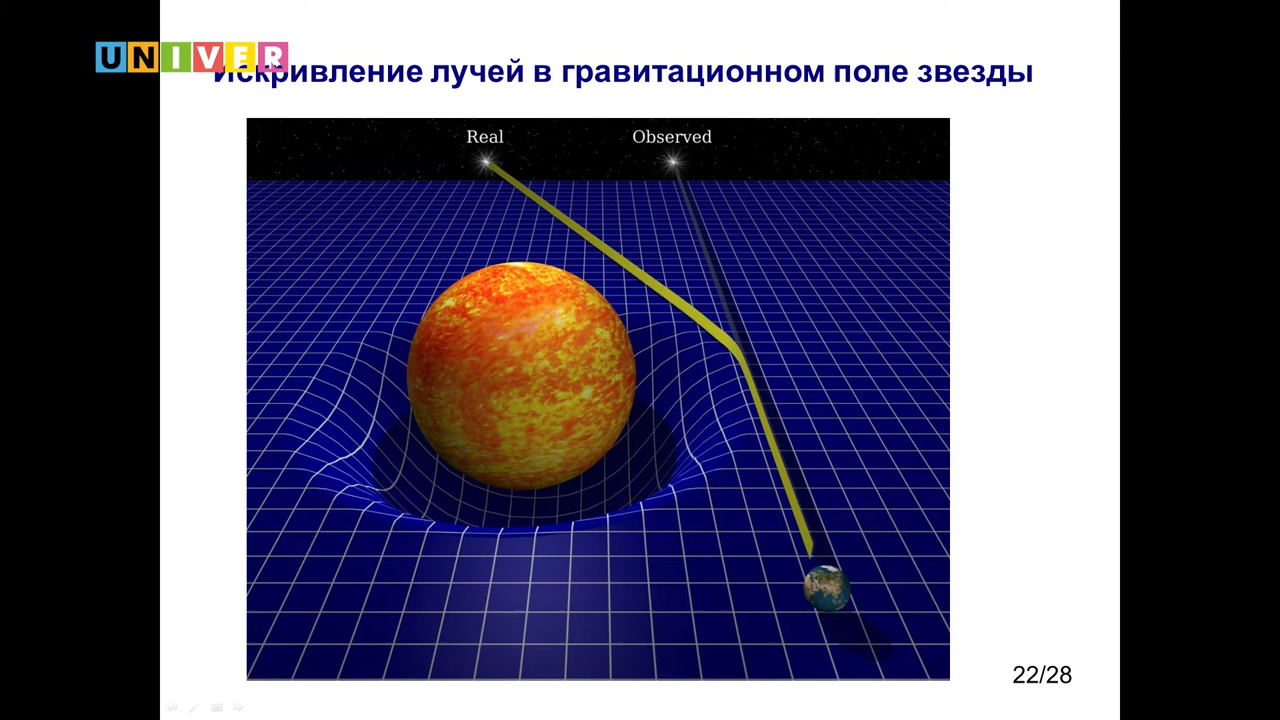 UNIVER
Искривление лучей в гравитационном поле звезды
Real Observed
22/28